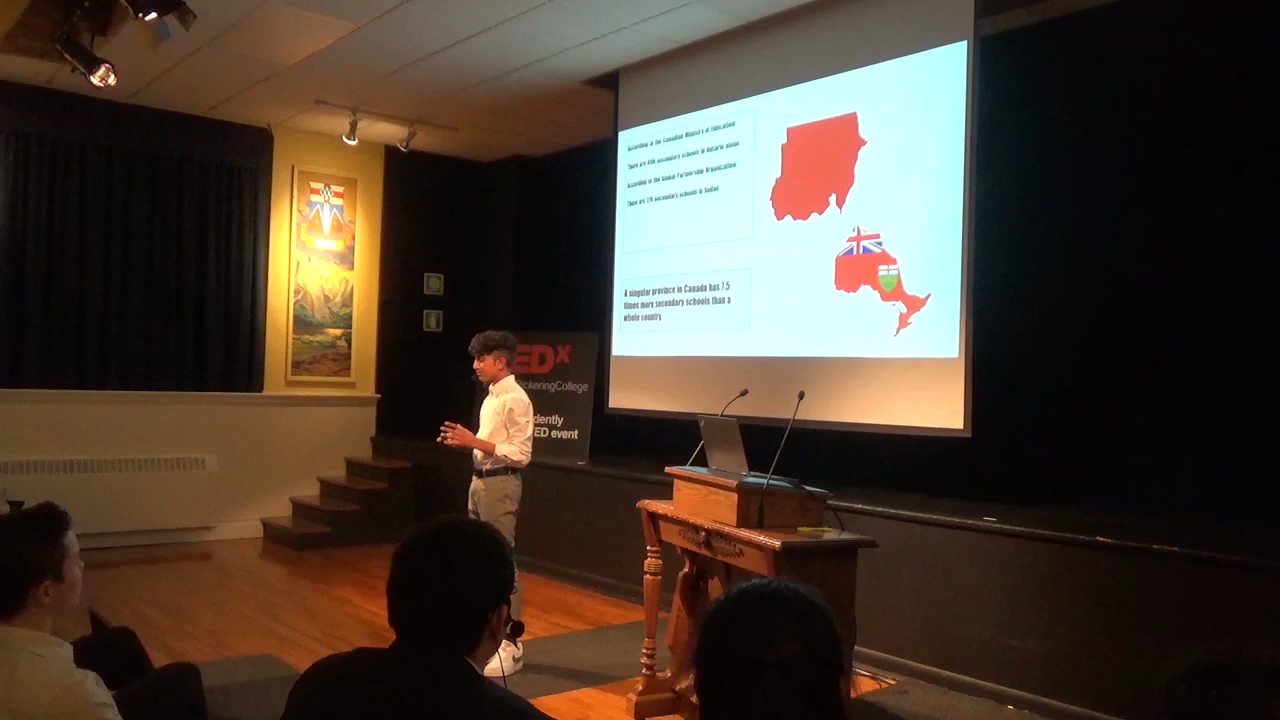 According to the Canadian Ministry of Education
There are 880 secondary schools in Ontario alone
According to the Global Partnership Organization
There are 120 secondary schools in Sudan
A singular province in Canada has 7.5
times more secondary schools than a
whole country
EDx
PickeringCollege
dently
ED event